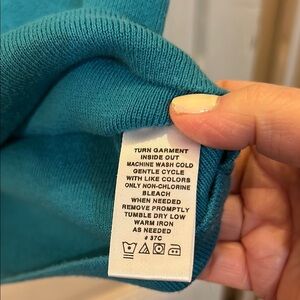 TURN GARMENT
INSIDE OUT
MACHINE WASH COLD
GENTLE CYCLE
WITH LIKE COLORS
ONLY NON-CHLORINE
BLEACH
WHEN NEEDED
REMOVE PROMPTLY
TUMBLE DRY LOW
WARM IRON
AS NEEDED
# 37C